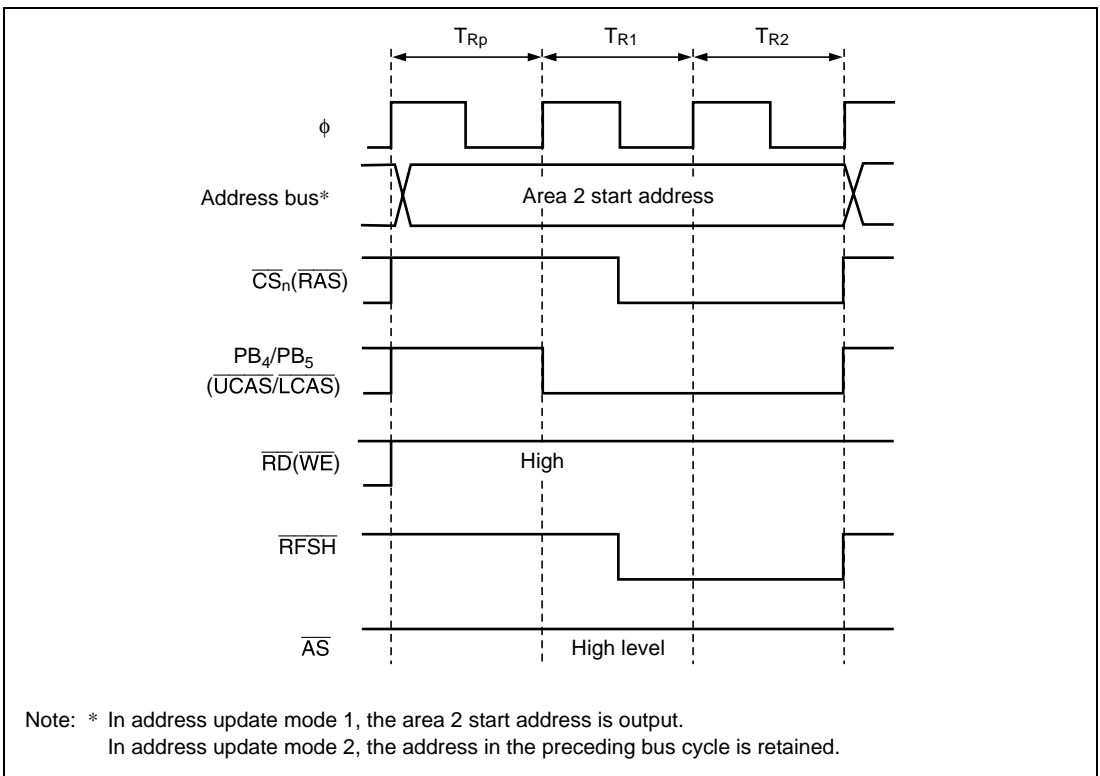 TRp TR1 TR2
ϕ
Address bus*
Area 2 start address
CSn(RAS)
PB4/PB5
(UCAS/LCAS)
RD(WE)
High
RFSH
AS
High level
Note: * In address update mode 1, the area 2 start address is output.
In address update mode 2, the address in the preceding bus cycle is retained.